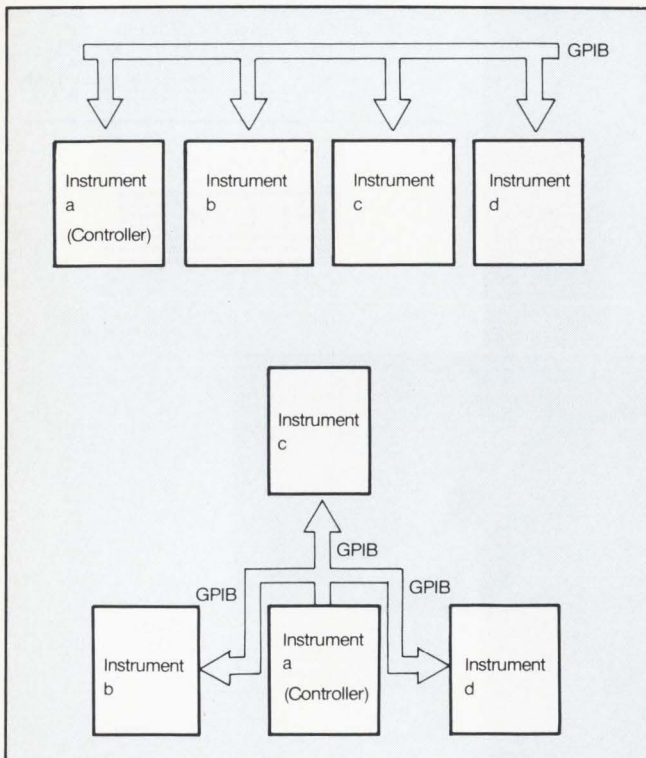 GPIB
Instrument
a
(Controller)
Instrument
b
Instrument
c
Instrument
d
Instrument
c
GPIB
GPIB
GPIB
Instrument
b
Instrument
a
(Controller)
Instrument
d